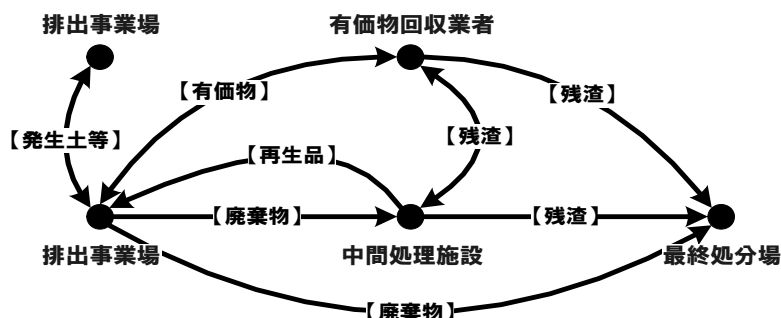 排出事業場
有価物回収業者
【有価物】
【残渣】
【発生土等】
【残渣】
【再生品】
【廃棄物】
【残渣】
排出事業場
中間処理施設
最終処分場
【廃棄物】